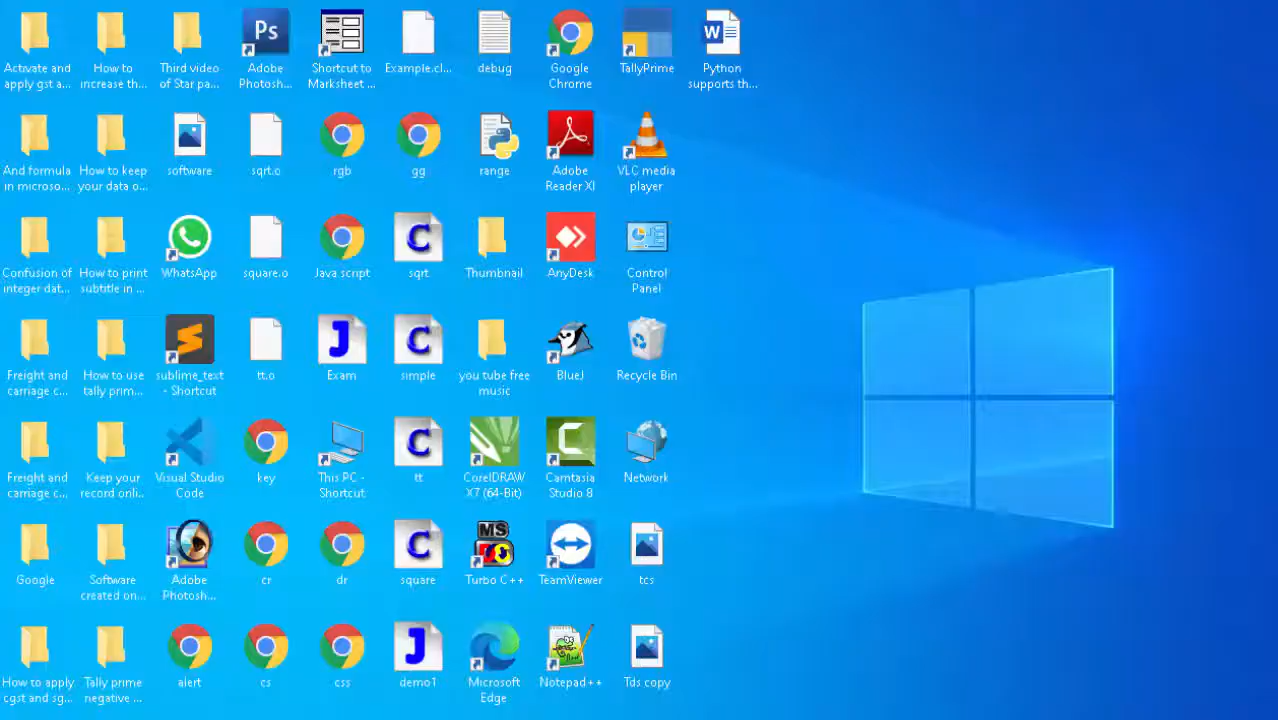 Activate and
apply gst a...
How to
increase th...
Third video
of Star pa...
Ps
Adobe
Photosh...
Shortcut to
Marksheet ...
Example.cl...
debug
Google
Chrome
TallyPrime
W
Python
supports th...
And formula
in microso...
How to keep
your data o...
software
sqrt.o
rgb
gg
range
Adobe
Reader XI
VLC media
player
Confusion of
integer dat...
How to print
subtitle in ...
WhatsApp
square.o
Java script
C
sqrt
Thumbnail
AnyDesk
Control
Panel
Freight and
carriage c...
How to use
tally prim...
sublime_text
- Shortcut
tt.o
J
Exam
C
simple
you tube free
music
BlueJ
Recycle Bin
Freight and
carriage c...
Keep your
record onli...
Visual Studio
Code
key
This PC -
Shortcut
C
tt
CorelDRAW
X7 (64-Bit)
C
Camtasia
Studio 8
Network
Google
Software
created on...
Adobe
Photosh...
cr
dr
C
square
MS
Turbo C++
TeamViewer
tcs
How to apply
cgst and sg...
Tally prime
negative ...
alert
cs
css
J
demo1
Microsoft
Edge
Notepad++
Tds copy